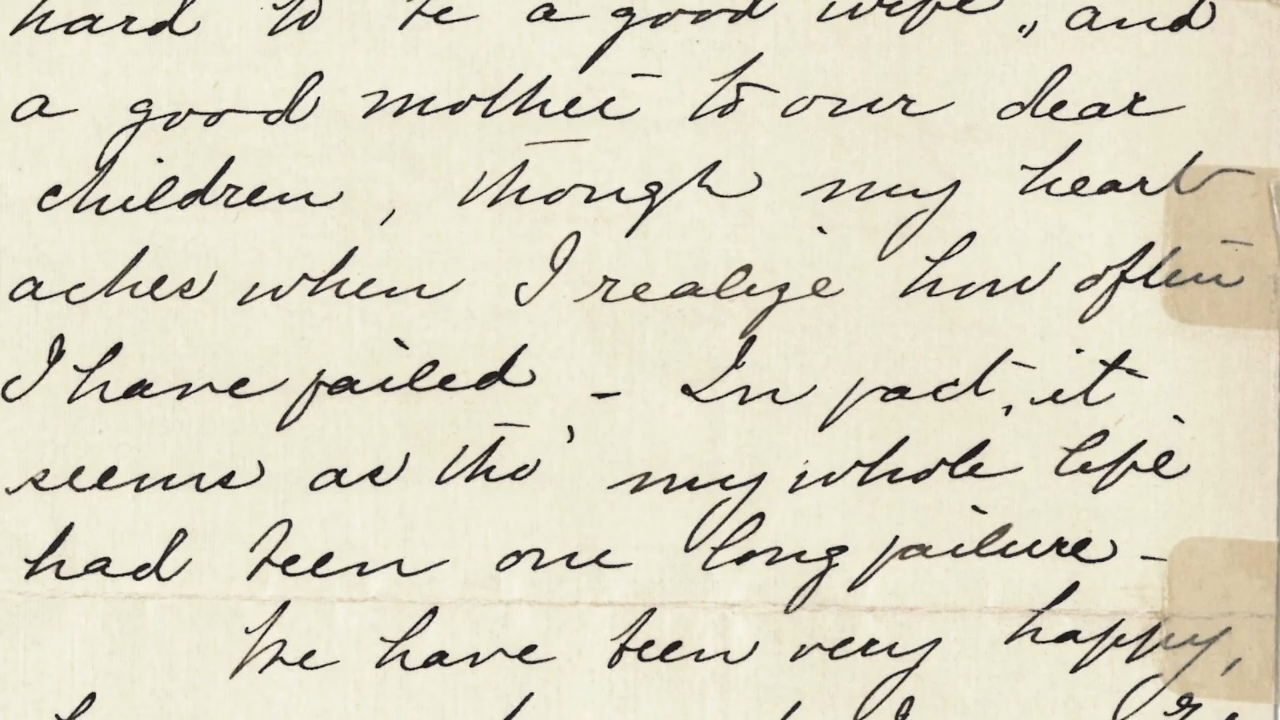 hard to be a good wife, and
a good mother to our dear
children, though my heart
aches when I realize how often
I have failed - In fact, it
seems as tho' my whole life
had been one long failure -
We have been very happy,